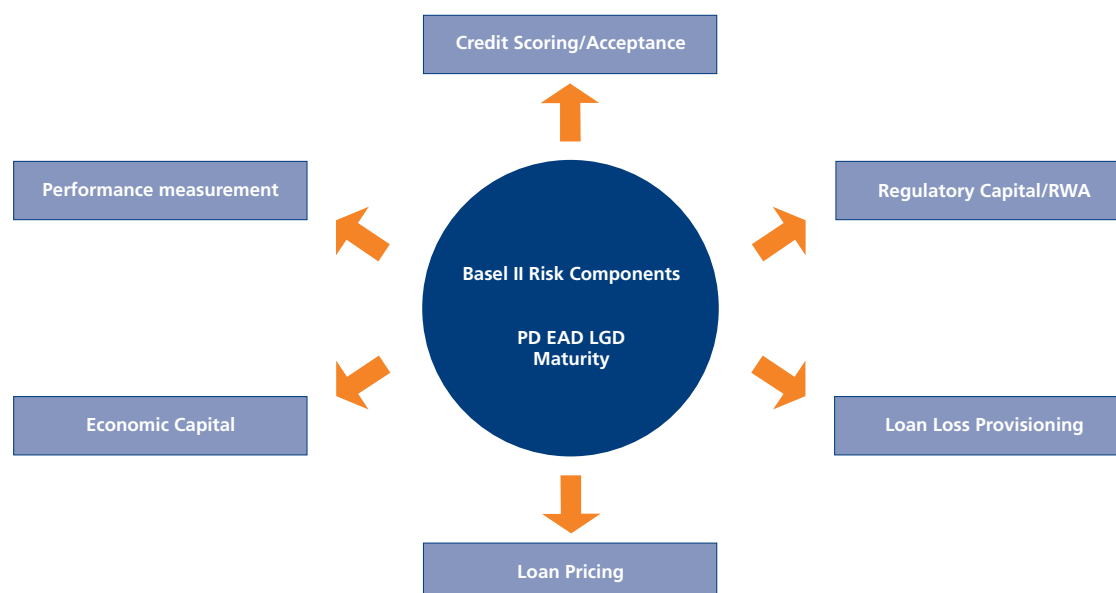 Credit Scoring/Acceptance
Performance measurement
Regulatory Capital/RWA
Basel II Risk Components
PD EAD LGD
Maturity
Economic Capital
Loan Loss Provisioning
Loan Pricing